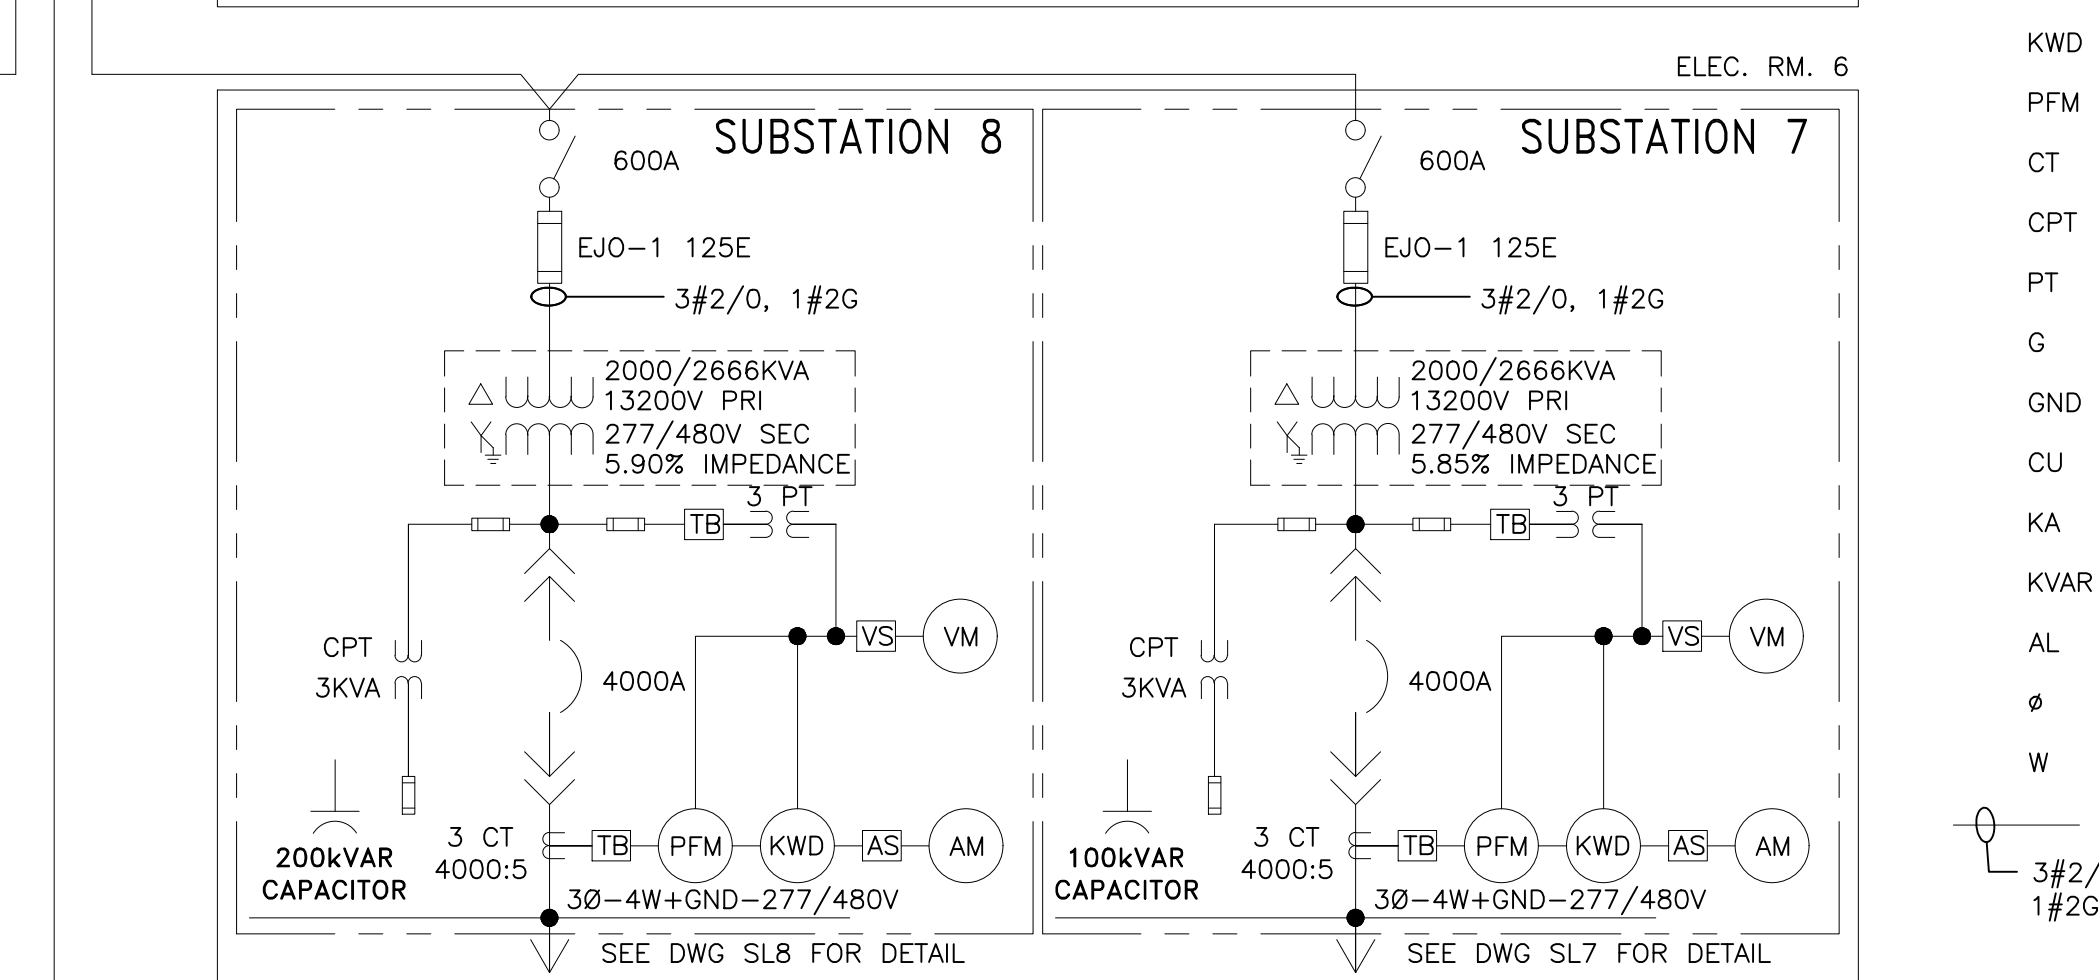 ELEC. RM. 6
SUBSTATION 8
600A
EJO-1 125E
3#2/0, 1#2G
2000/2666KVA
13200V PRI
277/480V SEC
5.90% IMPEDANCE
3 PT
TB
CPT
3KVA
4000A
VS
VM
200kVAR
CAPACITOR
3 CT
4000:5
TB
PFM
KWD
AS
AM
3Ø-4W+GND-277/480V
SEE DWG SL8 FOR DETAIL
SUBSTATION 7
600A
EJO-1 125E
3#2/0, 1#2G
2000/2666KVA
13200V PRI
277/480V SEC
5.85% IMPEDANCE
3 PT
TB
CPT
3KVA
4000A
VS
VM
100kVAR
CAPACITOR
3 CT
4000:5
TB
PFM
KWD
AS
AM
3Ø-4W+GND-277/480V
SEE DWG SL7 FOR DETAIL
KWD
PFM
CT
CPT
PT
G
GND
CU
KA
KVAR
AL
Ø
W
3#2/
1#2G